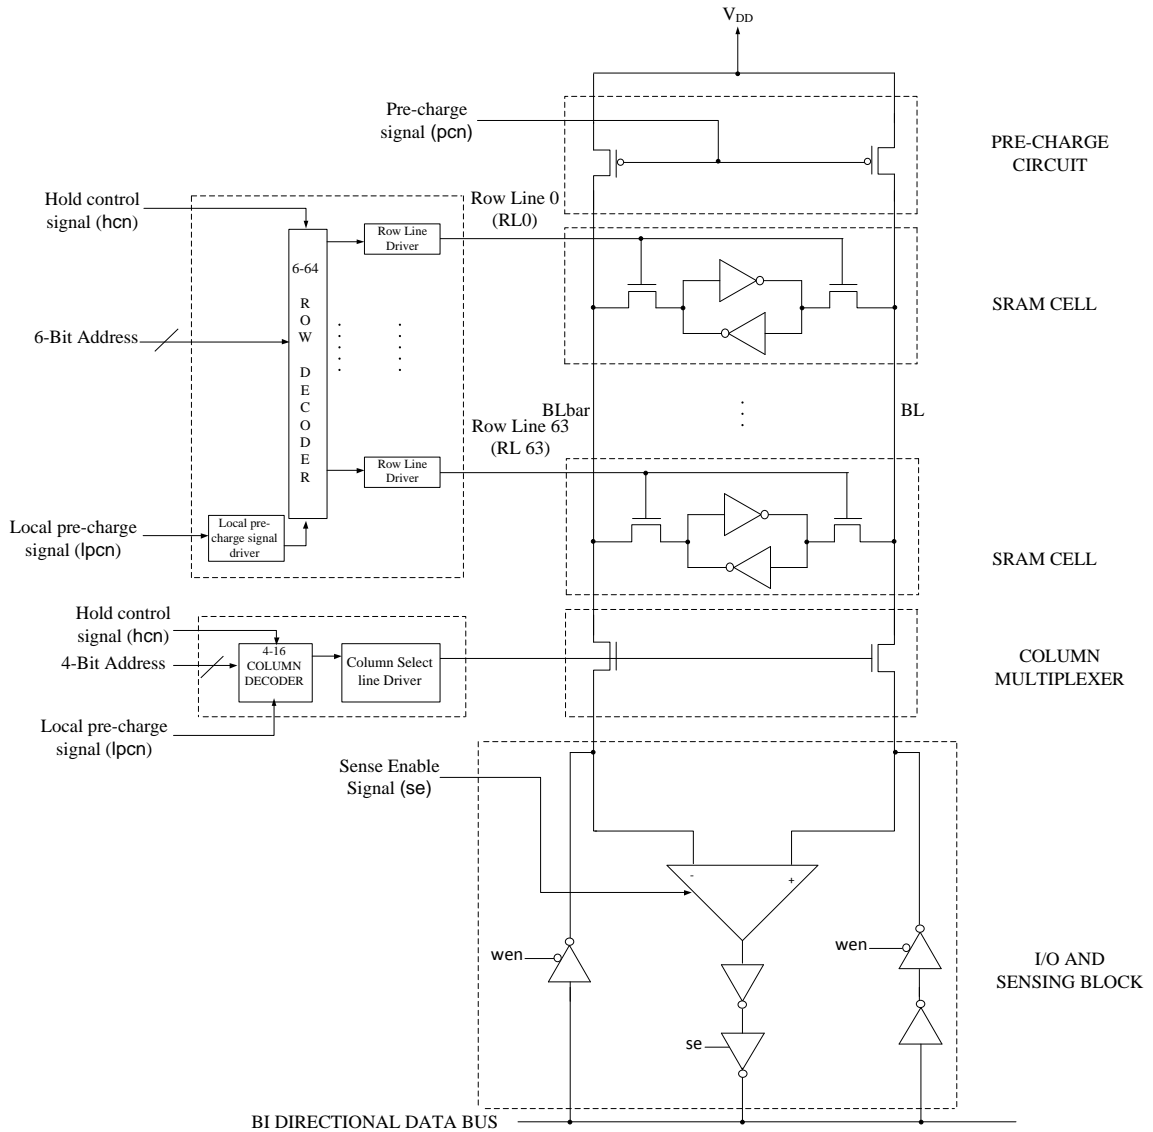 VDD
Pre-charge
signal (pcn)
PRE-CHARGE
CIRCUIT
Hold control
signal (hcn)
Row Line 0
(RL0)
Row Line
Driver
6-64
ROW DECODER
SRAM CELL
6-Bit Address
BLbar
BL
Row Line 63
(RL 63)
Row Line
Driver
Local pre-charge
signal (lpcn)
Local pre-
charge signal
driver
SRAM CELL
Hold control
signal (hcn)
4-Bit Address
4-16
COLUMN
DECODER
Column Select
line Driver
COLUMN
MULTIPLEXER
Local pre-charge
signal (lpcn)
Sense Enable
Signal (se)
-
+
wen
wen
I/O AND
SENSING BLOCK
se
BI DIRECTIONAL DATA BUS